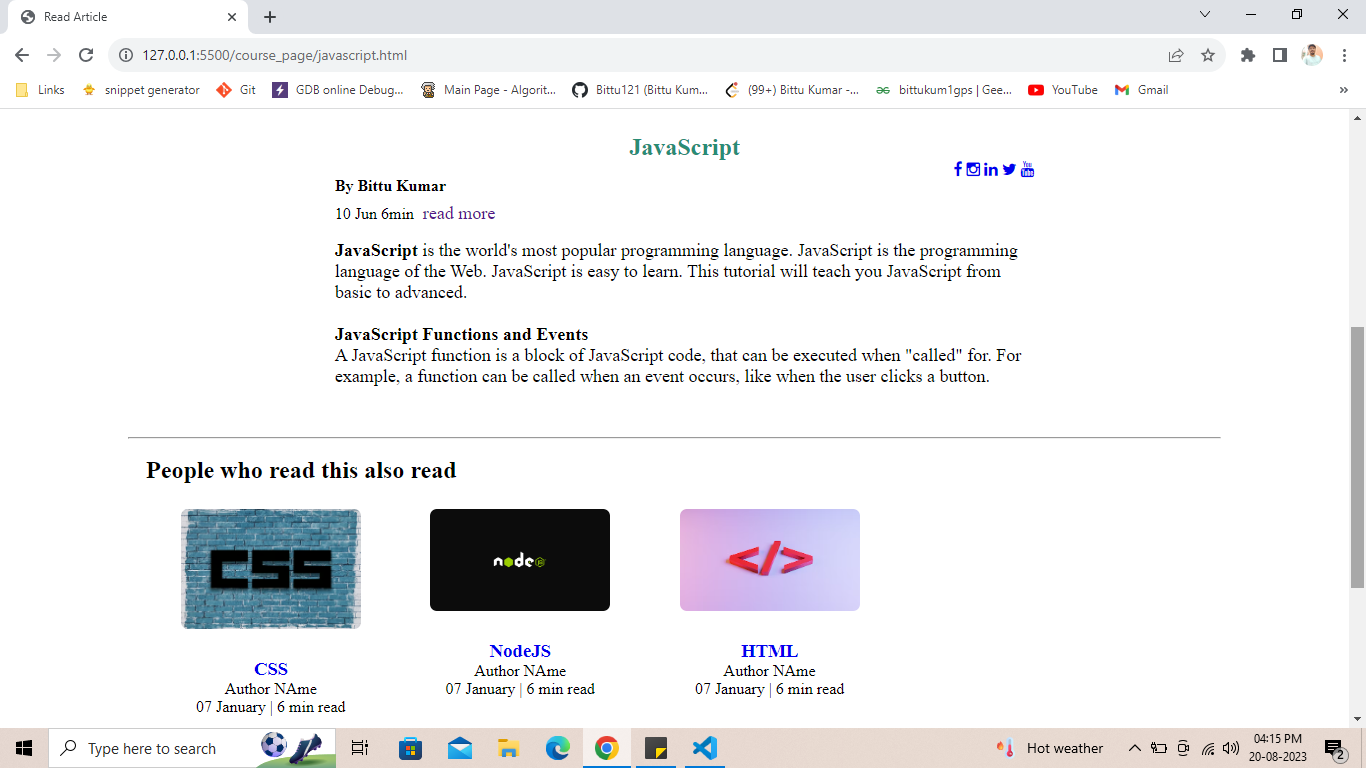 Read Article
127.0.0.1:5500/course_page/javascript.html
Links snippet generator Git GDB online Debug... Main Page - Algorit... Bittu121 (Bittu Kum... (99+) Bittu Kumar -... bittukum1gps | Gee... YouTube Gmail »
JavaScript
You Tube
By Bittu Kumar
10 Jun 6min read more
JavaScript is the world's most popular programming language. JavaScript is the programming
language of the Web. JavaScript is easy to learn. This tutorial will teach you JavaScript from
basic to advanced.
JavaScript Functions and Events
A JavaScript function is a block of JavaScript code, that can be executed when "called" for. For
example, a function can be called when an event occurs, like when the user clicks a button.
People who read this also read
CSS
node
</>
CSS
Author NAme
07 January | 6 min read
NodeJS
Author NAme
07 January | 6 min read
HTML
Author NAme
07 January | 6 min read
Type here to search
Hot weather
04:15 PM
20-08-2023
2